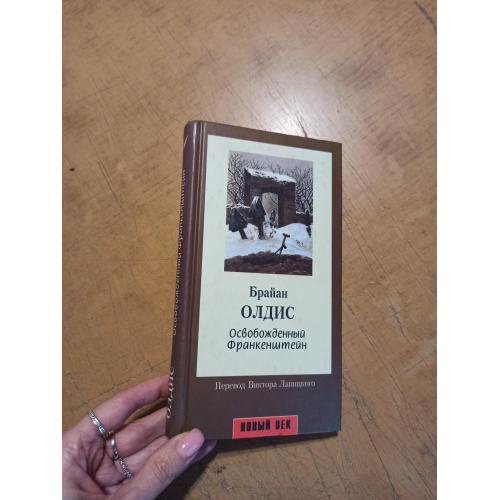 Брайан
ОЛДИС
Освобожденный
Франкенштейн
Перевод Виктора Лапицкого
НОВЫЙ ВЕК
ОЛДИС Освобожденный Франкенштейн